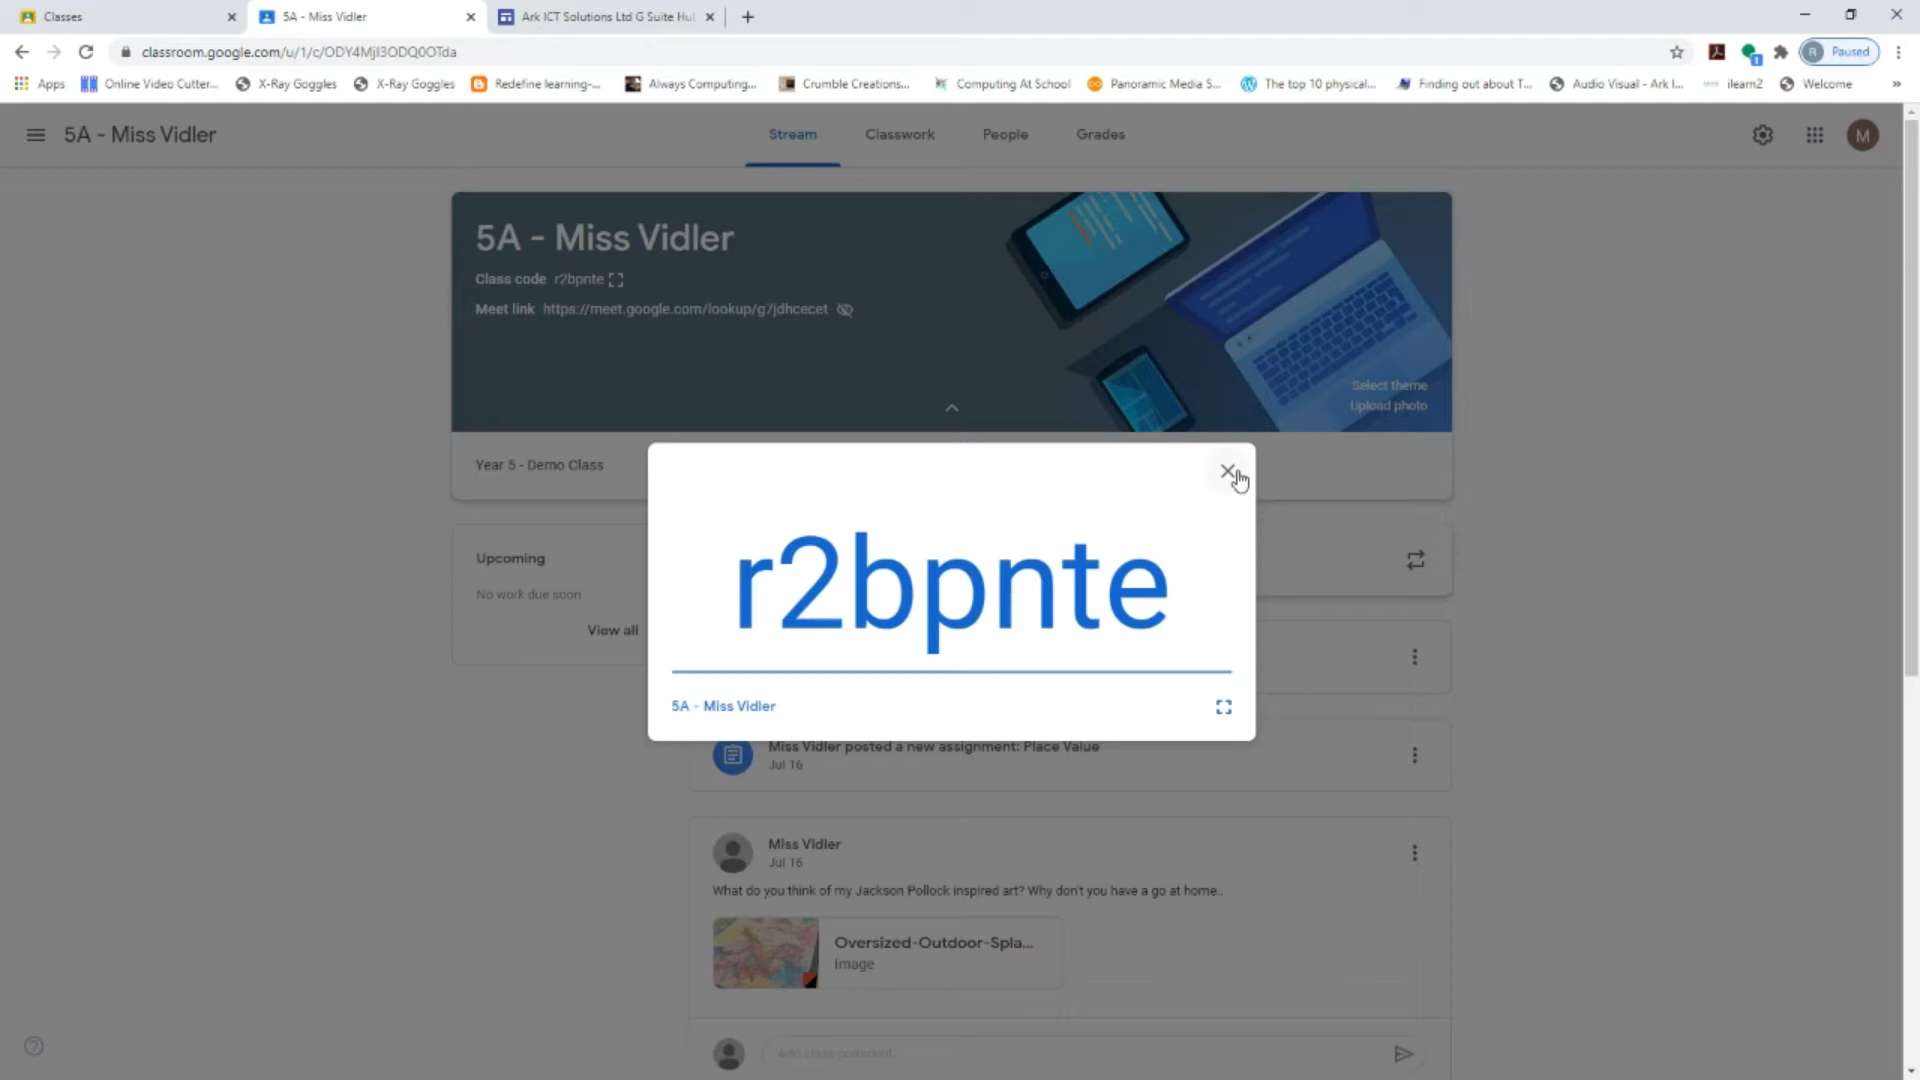 Classes
5A - Miss Vidler
Ark ICT Solutions Ltd G Suite Hu
classroom.google.com/u/1/c/ODY4MjI3ODQ0OTda
R
Paused
Apps
Online Video Cutter...
X-Ray Goggles
X-Ray Goggles
Redefine learning-...
Always Computing...
Crumble Creations...
Computing At School
Panoramic Media S...
The top 10 physical...
Finding out about T...
Audio Visual - Ark I...
ilearn2
Welcome
5A - Miss Vidler
Stream
Classwork
People
Grades
M
5A - Miss Vidler
Class code r2bpnte
Meet link https://meet.google.com/lookup/g7jdhcecet
Select theme
Upload photo
Year 5 - Demo Class
r2bpnte
5A - Miss Vidler
Upcoming
No work due soon
View all
Miss Vidler posted a new assignment: Place Value
Jul 16
Miss Vidler
Jul 16
What do you think of my Jackson Pollock inspired art? Why don't you have a go at home..
Oversized-Outdoor-Spla...
Image
Add class comment...